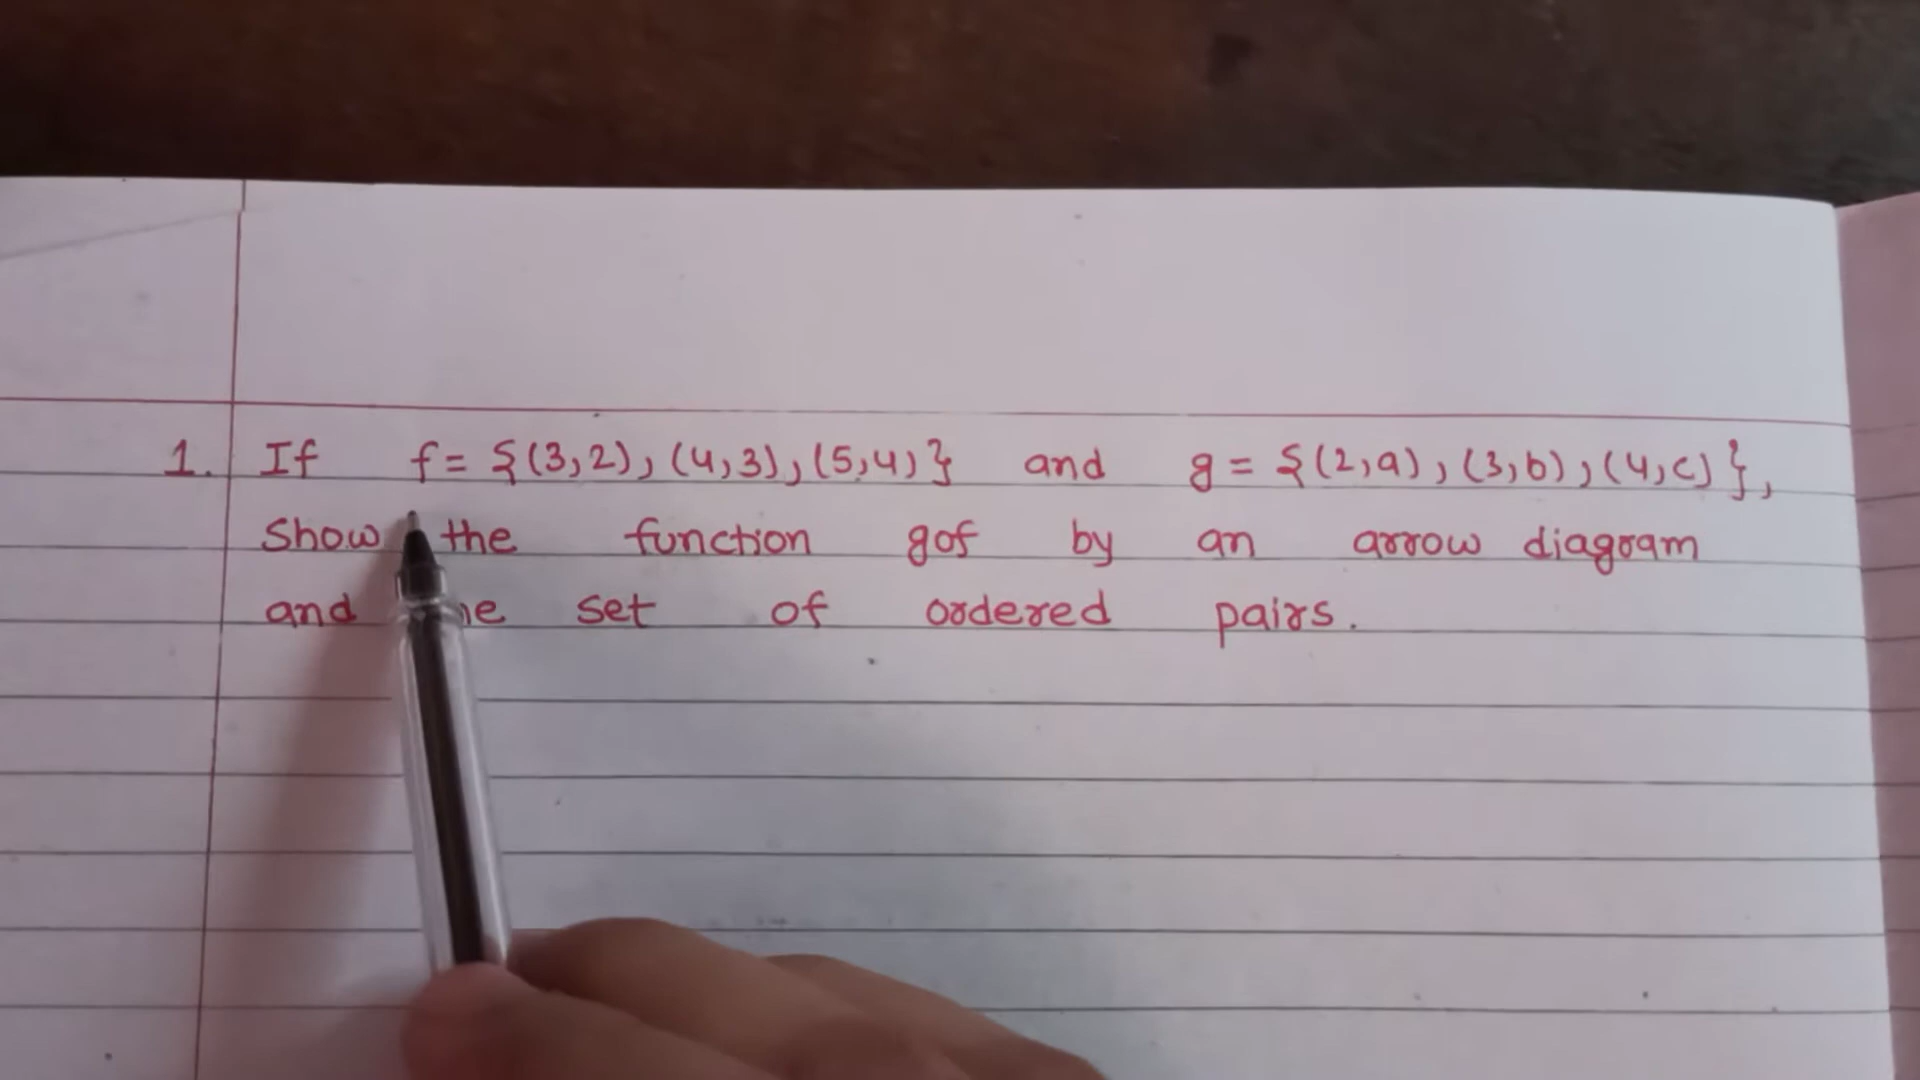 1. If f = {(3,2), (4,3), (5,4)} and g = {(2,a), (3,b), (4,c)},
Show the function gof by an arrow diagram
and set of ordered pairs.